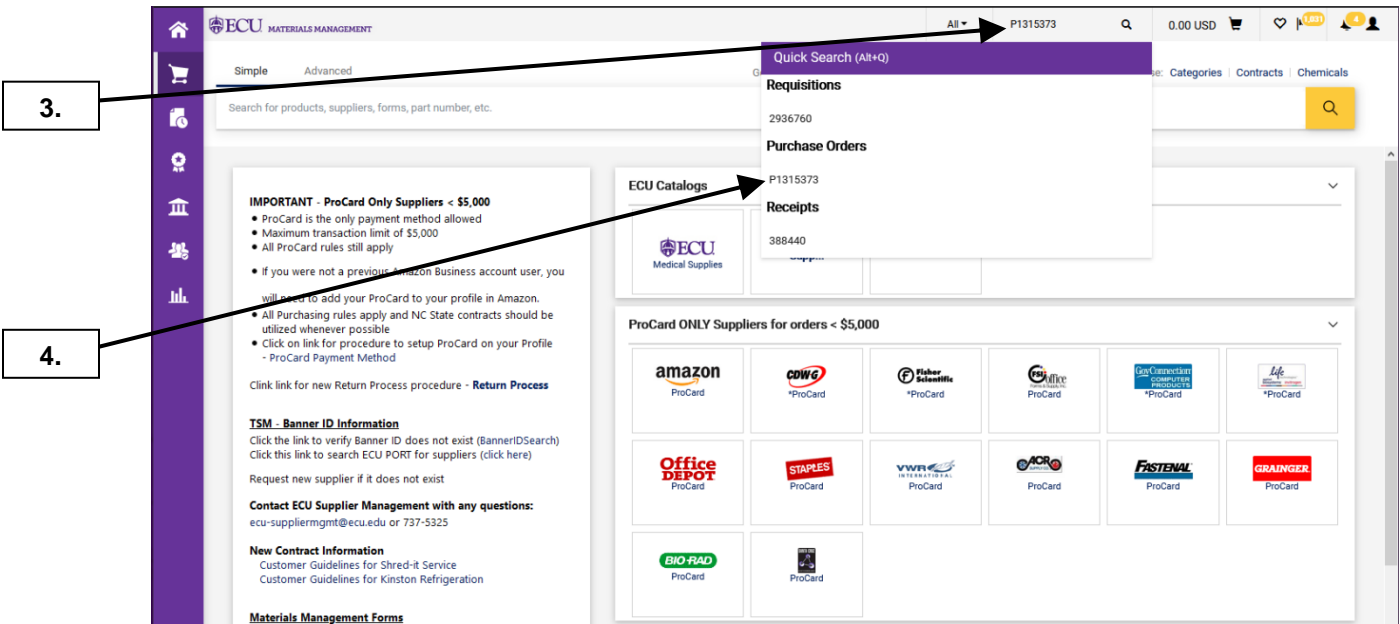 ECU MATERIALS MANAGEMENT
All
P1315373
0.00 USD
1,031
4
3.
Simple Advanced
Categories | Contracts | Chemicals
Search for products, suppliers, forms, part number, etc.
Quick Search (Alt+Q)
Requisitions
2936760
Purchase Orders
P1315373
Receipts
388440
4.
IMPORTANT - ProCard Only Suppliers < $5,000
• ProCard is the only payment method allowed
• Maximum transaction limit of $5,000
• All ProCard rules still apply
• If you were not a previous Amazon Business account user, you
will need to add your ProCard to your profile in Amazon.
• All Purchasing rules apply and NC State contracts should be
utilized whenever possible
• Click on link for procedure to setup ProCard on your Profile
- ProCard Payment Method
Clink link for new Return Process procedure - Return Process
TSM - Banner ID Information
Click the link to verify Banner ID does not exist (BannerIDSearch)
Click this link to search ECU PORT for suppliers (click here)
Request new supplier if it does not exist
Contact ECU Supplier Management with any questions:
ecu-suppliermgmt@ecu.edu or 737-5325
New Contract Information
Customer Guidelines for Shred-it Service
Customer Guidelines for Kinston Refrigeration
Materials Management Forms
ECU Catalogs
ECU
Medical Supplies
ProCard ONLY Suppliers for orders < $5,000
amazon
ProCard
CDWG
*ProCard
Fisher Scientific
*ProCard
FSIoffice
ProCard
GovConnection
COMPUTER
PRODUCTS
*ProCard
life
*ProCard
Office
DEPOT
ProCard
STAPLES
ProCard
VWR
INTERNATIONAL
ProCard
ACR
ProCard
FASTENAL
ProCard
GRAINGER
ProCard
BIO-RAD
ProCard
ProCard